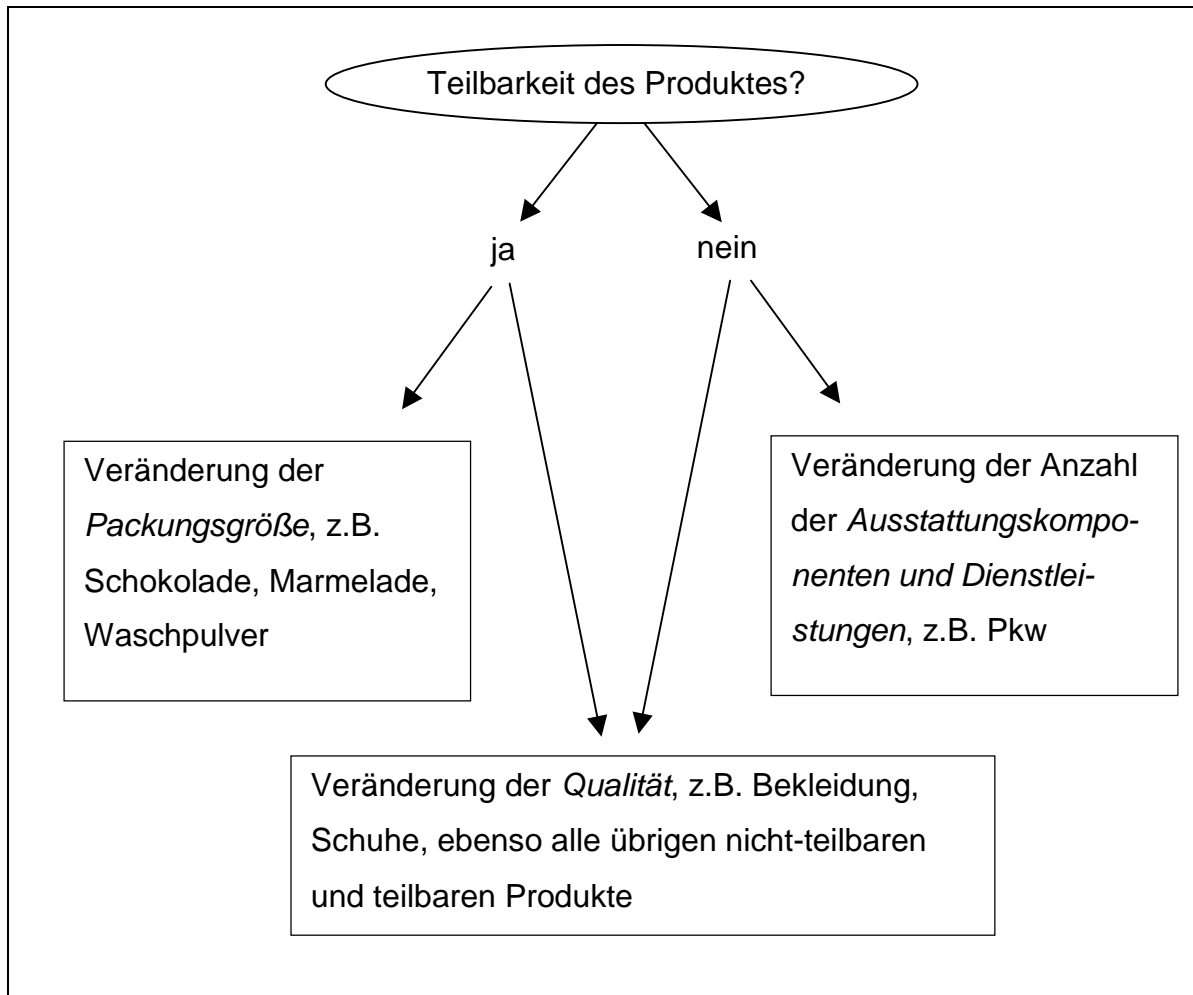 Teilbarkeit des Produktes?
ja
nein
Veränderung der
Packungsgröße, z.B.
Schokolade, Marmelade,
Waschpulver
Veränderung der Anzahl
der Ausstattungskompo-
nenten und Dienstlei-
stungen, z.B. Pkw
Veränderung der Qualität, z.B. Bekleidung,
Schuhe, ebenso alle übrigen nicht-teilbaren
und teilbaren Produkte